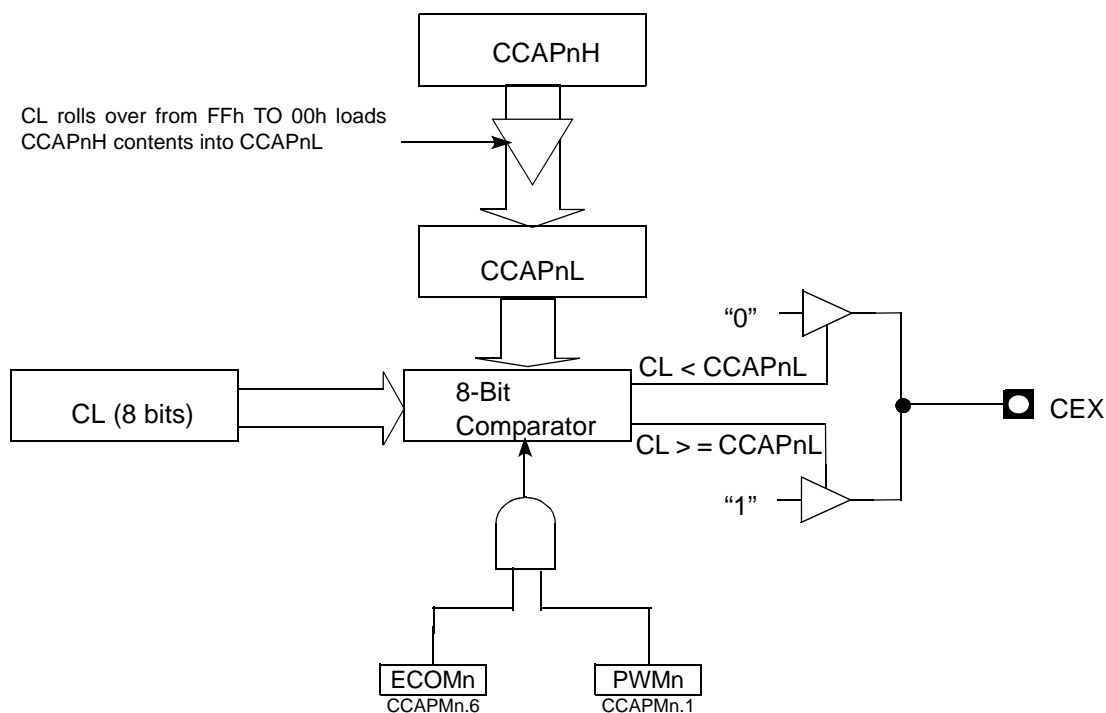 CCAPnH
CL rolls over from FFh TO 00h loads
CCAPnH contents into CCAPnL
CCAPnL
“0”
CL < CCAPnL
CL (8 bits)
8-Bit
Comparator
CEX
CL > = CCAPnL
“1”
ECOMn
CCAPMn.6
PWMn
CCAPMn.1